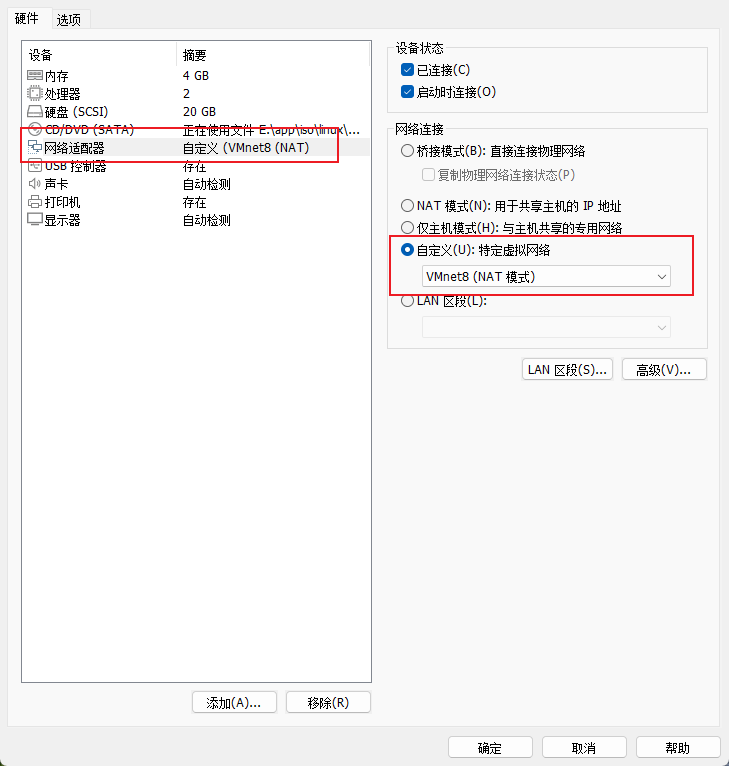 硬件 选项
设备 摘要
内存 4 GB
处理器 2
硬盘 (SCSI) 20 GB
CD/DVD (SATA) 正在使用文件 E:\app\iso\linux\...
网络适配器 自定义 (VMnet8 (NAT)
USB 控制器 存在
声卡 自动检测
打印机 存在
显示器 自动检测
添加(A)... 移除(R)
设备状态
已连接(C)
启动时连接(O)
网络连接
桥接模式(B): 直接连接物理网络
复制物理网络连接状态(P)
NAT 模式(N): 用于共享主机的 IP 地址
仅主机模式(H): 与主机共享的专用网络
自定义(U): 特定虚拟网络
VMnet8 (NAT 模式)
LAN 区段(L):
LAN 区段(S)... 高级(V)...
确定 取消 帮助